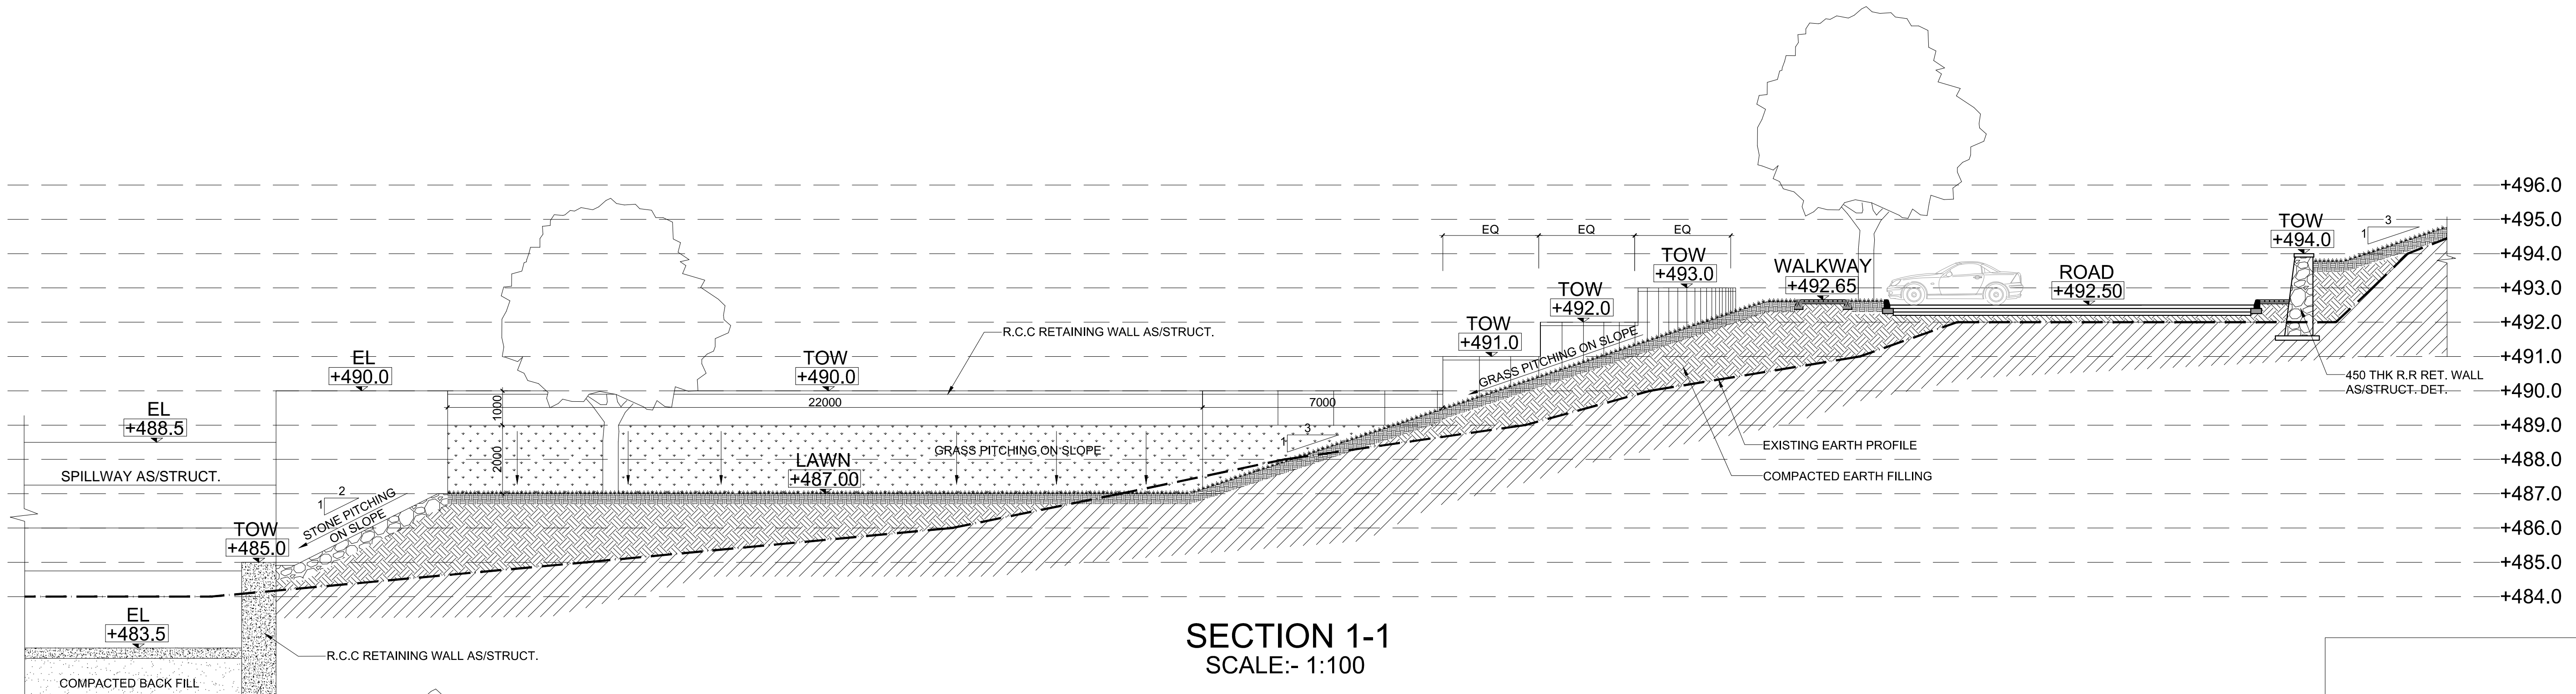 +496.0
+495.0
+494.0
+493.0
+492.0
+491.0
+490.0
+489.0
+488.0
+487.0
+486.0
+485.0
+484.0
EL
+488.5
SPILLWAY AS/STRUCT.
EL
+490.0
1
2
STONE PITCHING
ON SLOPE
TOW
+485.0
EL
+483.5
COMPACTED BACK FILL
R.C.C RETAINING WALL AS/STRUCT.
1000
2000
TOW
+490.0
22000
7000
R.C.C RETAINING WALL AS/STRUCT.
LAWN
+487.00
GRASS PITCHING ON SLOPE
1
3
EQ
EQ
EQ
TOW
+491.0
TOW
+492.0
TOW
+493.0
GRASS PITCHING ON SLOPE
WALKWAY
+492.65
ROAD
+492.50
TOW
+494.0
1
3
450 THK R.R RET. WALL
AS/STRUCT. DET.
EXISTING EARTH PROFILE
COMPACTED EARTH FILLING
SECTION 1-1
SCALE:- 1:100